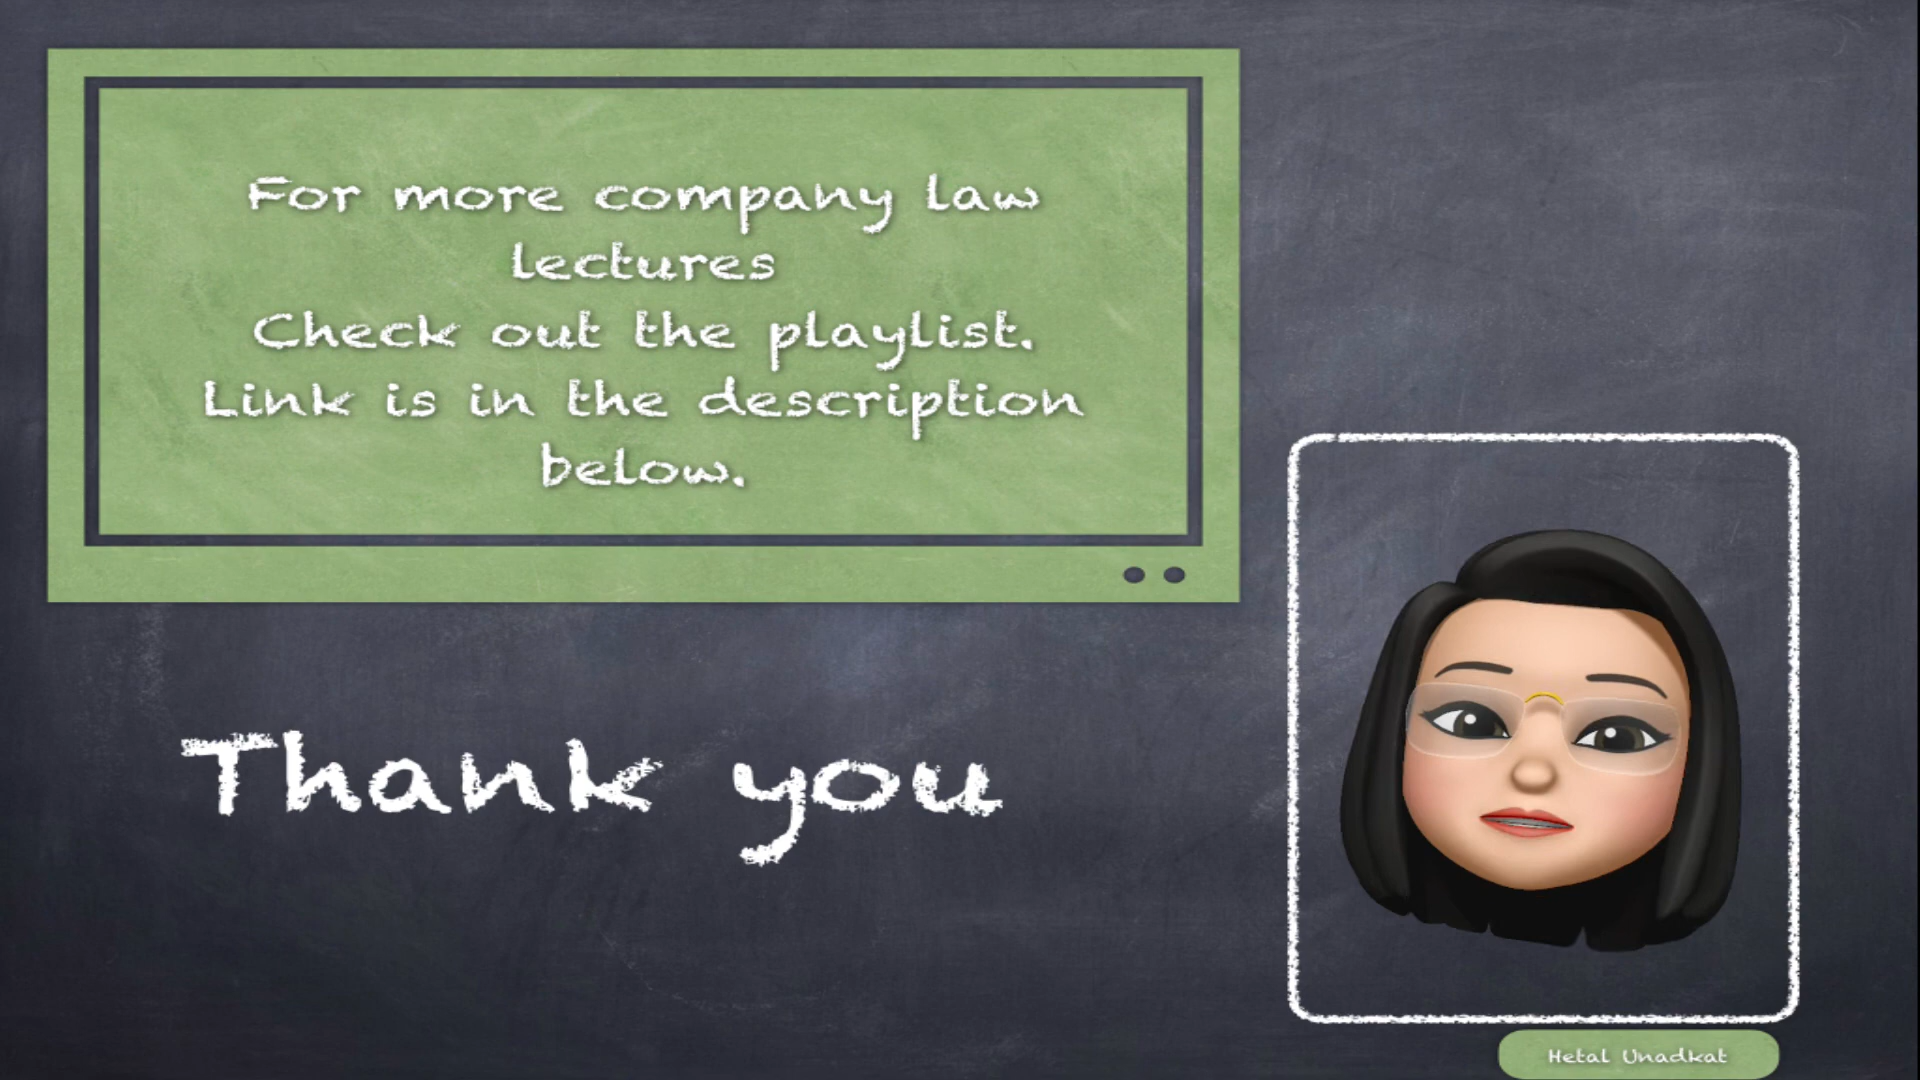 For more company law
lectures
Check out the playlist.
Link is in the description
below.
Thank you
Hetal Unadkat